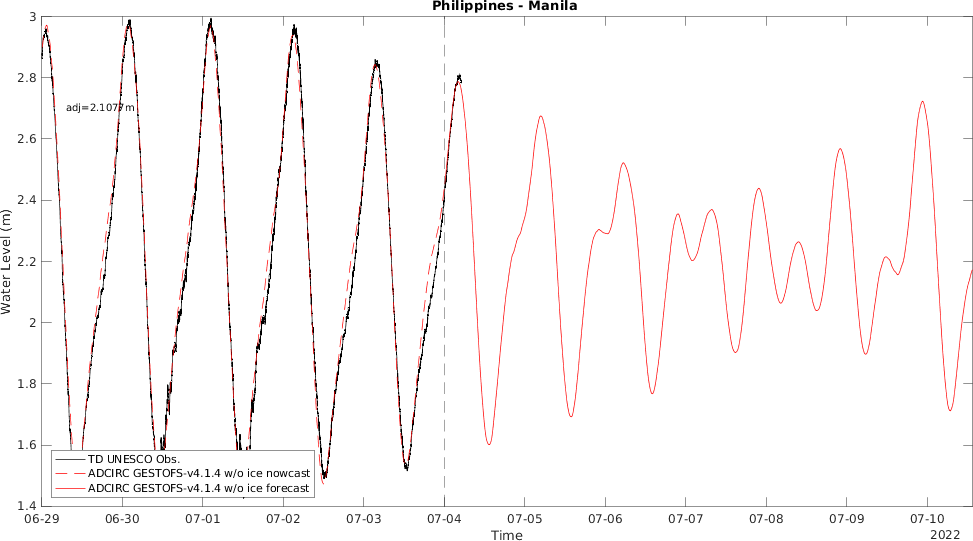 Philippines - Manila
3
2.8
2.6
2.4
2.2
2
1.8
1.6
1.4
Water Level (m)
adj=2.1077m
TD UNESCO Obs.
ADCIRC GESTOFS-v4.1.4 w/o ice nowcast
ADCIRC GESTOFS-v4.1.4 w/o ice forecast
06-29 06-30 07-01 07-02 07-03 07-04 07-05 07-06 07-07 07-08 07-09 07-10
Time
2022